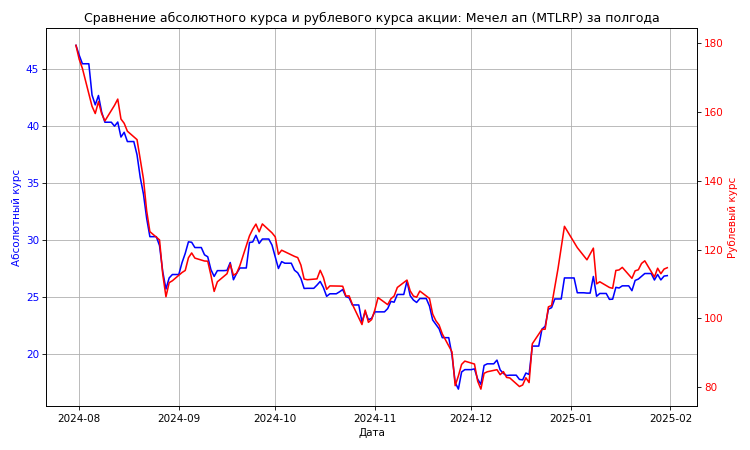 Сравнение абсолютного курса и рублевого курса акции: Мечел ап (MTLRP) за полгода
Абсолютный курс
45
40
35
30
25
20
180
160
140
120
100
80
Рублевый курс
2024-08 2024-09 2024-10 2024-11 2024-12 2025-01 2025-02
Дата